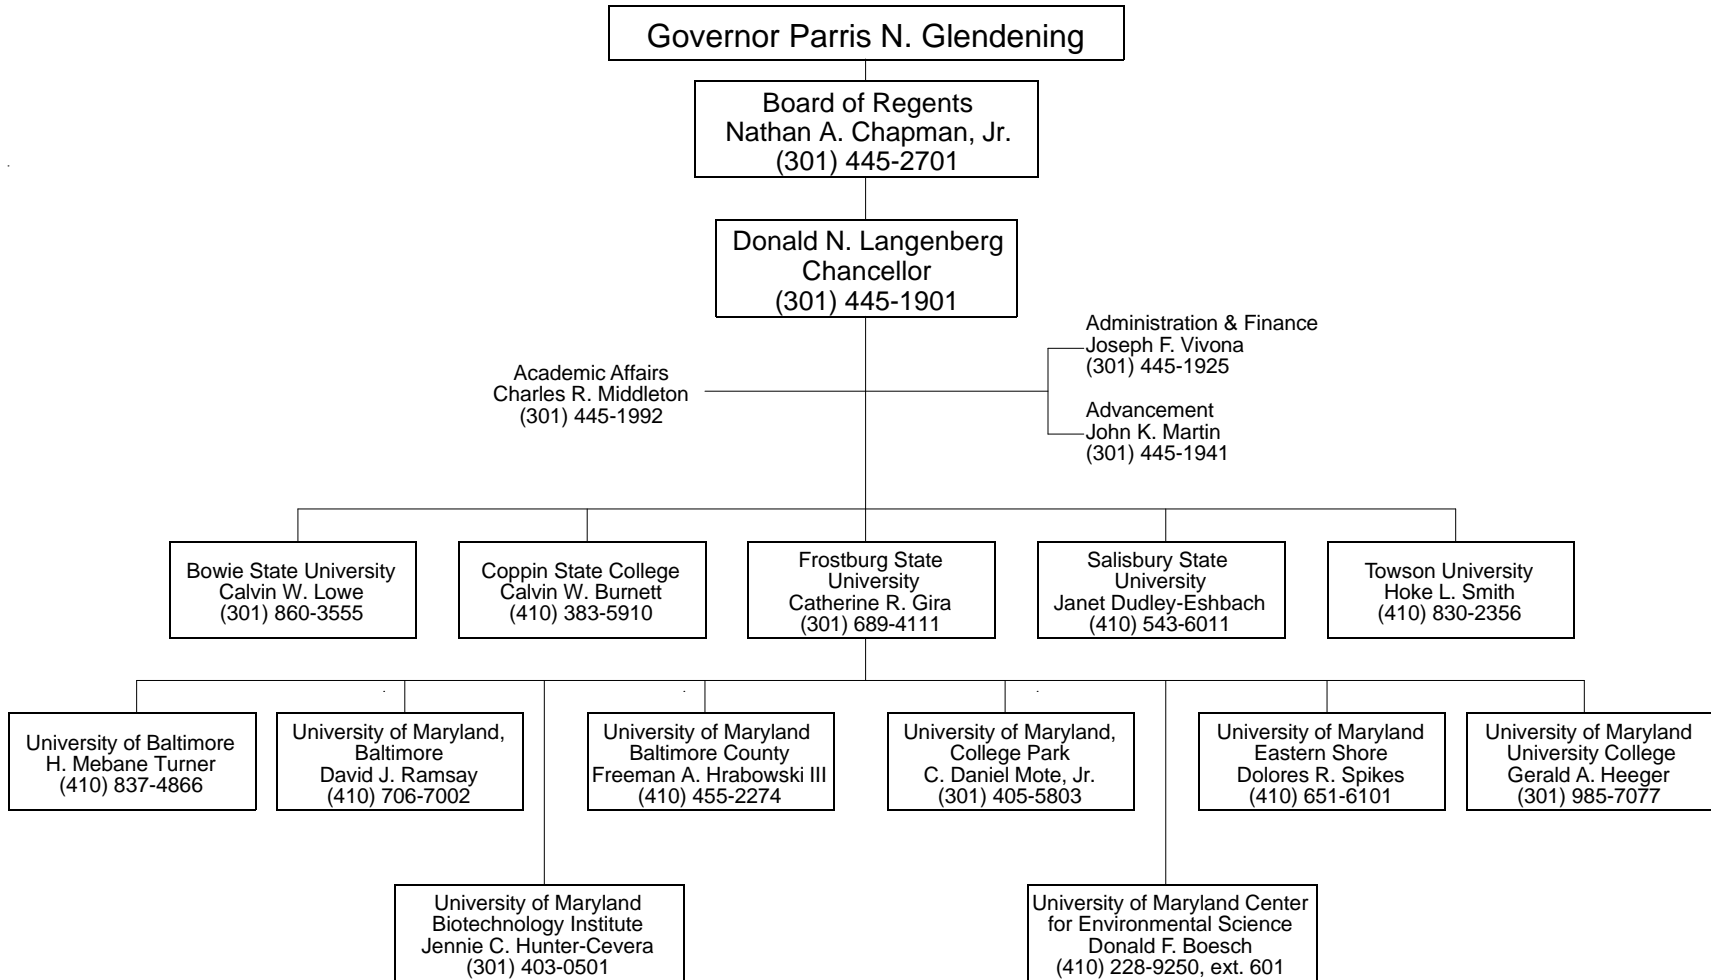 Governor Parris N. Glendening
Board of Regents
Nathan A. Chapman, Jr.
(301) 445-2701
Donald N. Langenberg
Chancellor
(301) 445-1901
Academic Affairs
Charles R. Middleton
(301) 445-1992
Administration & Finance
Joseph F. Vivona
(301) 445-1925
Advancement
John K. Martin
(301) 445-1941
Bowie State University
Calvin W. Lowe
(301) 860-3555
Coppin State College
Calvin W. Burnett
(410) 383-5910
Frostburg State
University
Catherine R. Gira
(301) 689-4111
Salisbury State
University
Janet Dudley-Eshbach
(410) 543-6011
Towson University
Hoke L. Smith
(410) 830-2356
University of Baltimore
H. Mebane Turner
(410) 837-4866
University of Maryland,
Baltimore
David J. Ramsay
(410) 706-7002
University of Maryland
Baltimore County
Freeman A. Hrabowski III
(410) 455-2274
University of Maryland,
College Park
C. Daniel Mote, Jr.
(301) 405-5803
University of Maryland
Eastern Shore
Dolores R. Spikes
(410) 651-6101
University of Maryland
University College
Gerald A. Heeger
(301) 985-7077
University of Maryland
Biotechnology Institute
Jennie C. Hunter-Cevera
(301) 403-0501
University of Maryland Center
for Environmental Science
Donald F. Boesch
(410) 228-9250, ext. 601